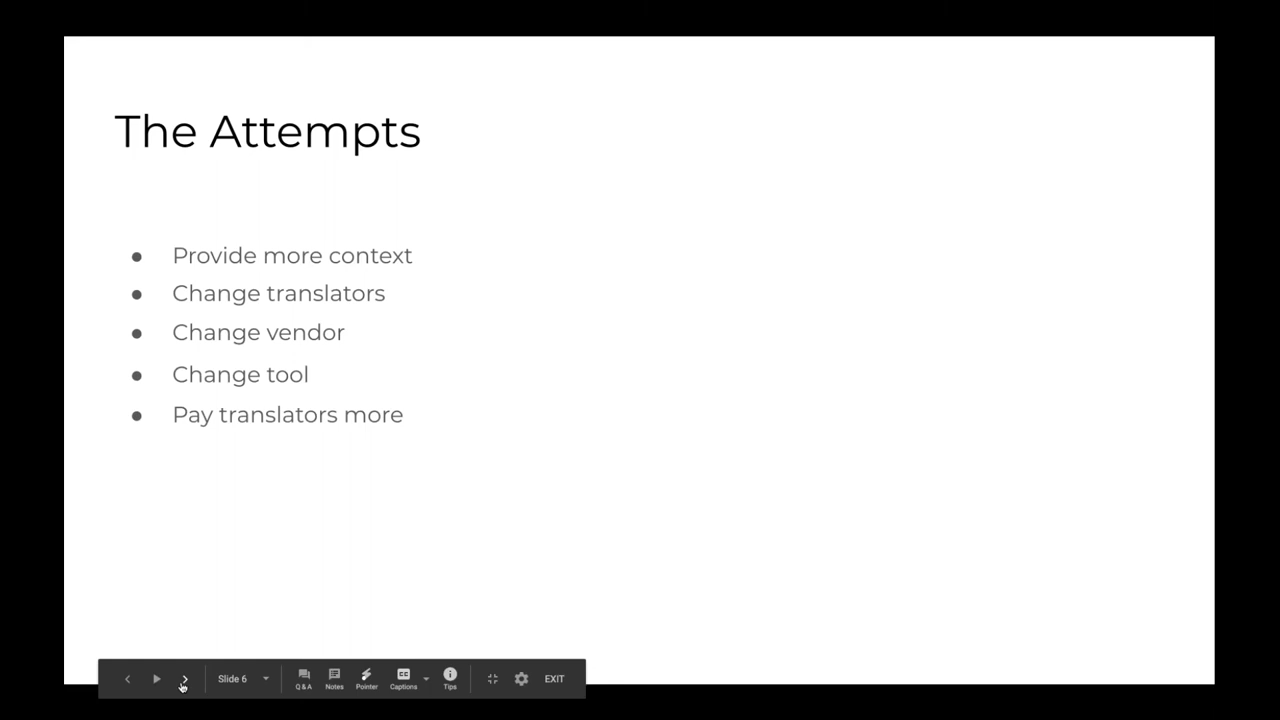 The Attempts
● Provide more context
● Change translators
● Change vendor
● Change tool
● Pay translators more
Slide 6
Q & A
Notes
Pointer
CC
Captions
Tips
EXIT